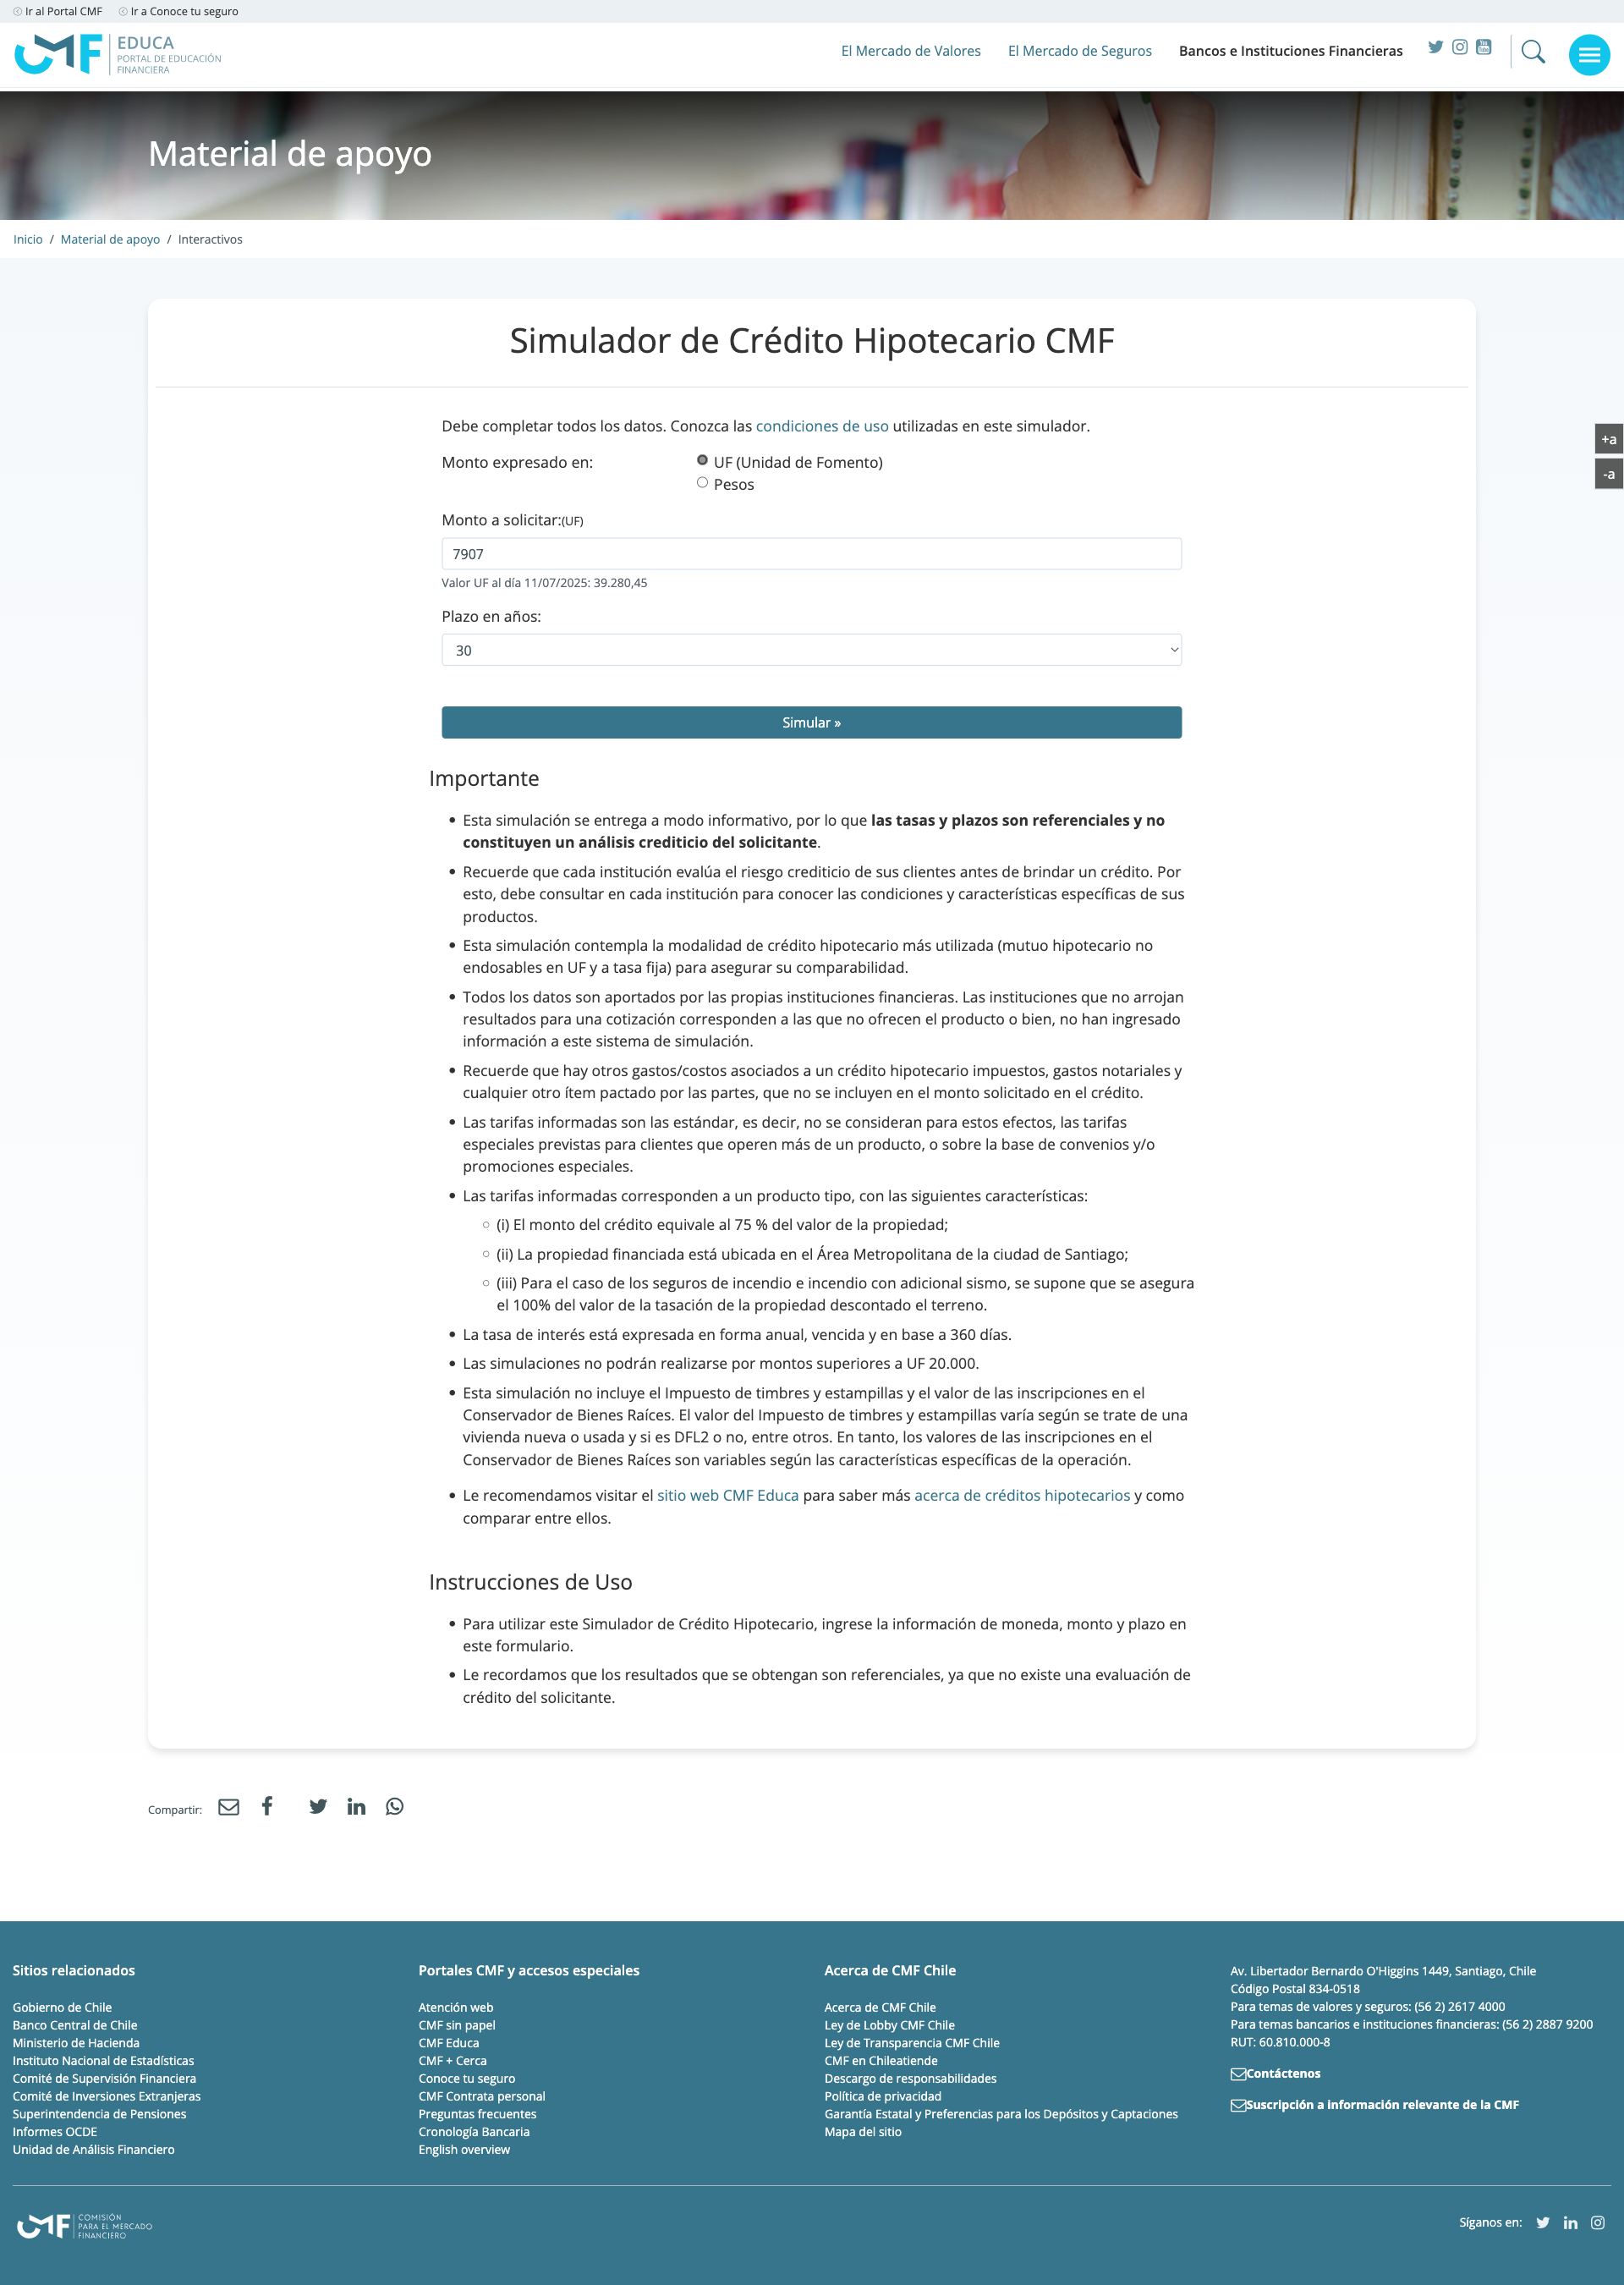 Ir al Portal CMF Ir a Conoce tu seguro
CMF EDUCA
PORTAL DE EDUCACIÓN
FINANCIERA
El Mercado de Valores El Mercado de Seguros Bancos e Instituciones Financieras
Material de apoyo
Inicio / Material de apoyo / Interactivos
Simulador de Crédito Hipotecario CMF
Debe completar todos los datos. Conozca las condiciones de uso utilizadas en este simulador.
Monto expresado en: UF (Unidad de Fomento)
Pesos
+a
-a
Monto a solicitar:(UF)
7907
Valor UF al día 11/07/2025: 39.280,45
Plazo en años:
30
Simular »
Importante
Esta simulación se entrega a modo informativo, por lo que las tasas y plazos son referenciales y no
constituyen un análisis crediticio del solicitante.
Recuerde que cada institución evalúa el riesgo crediticio de sus clientes antes de brindar un crédito. Por
esto, debe consultar en cada institución para conocer las condiciones y características específicas de sus
productos.
Esta simulación contempla la modalidad de crédito hipotecario más utilizada (mutuo hipotecario no
endosables en UF y a tasa fija) para asegurar su comparabilidad.
Todos los datos son aportados por las propias instituciones financieras. Las instituciones que no arrojan
resultados para una cotización corresponden a las que no ofrecen el producto o bien, no han ingresado
información a este sistema de simulación.
Recuerde que hay otros gastos/costos asociados a un crédito hipotecario impuestos, gastos notariales y
cualquier otro ítem pactado por las partes, que no se incluyen en el monto solicitado en el crédito.
Las tarifas informadas son las estándar, es decir, no se consideran para estos efectos, las tarifas
especiales previstas para clientes que operen más de un producto, o sobre la base de convenios y/o
promociones especiales.
Las tarifas informadas corresponden a un producto tipo, con las siguientes características:
(i) El monto del crédito equivale al 75 % del valor de la propiedad;
(ii) La propiedad financiada está ubicada en el Área Metropolitana de la ciudad de Santiago;
(iii) Para el caso de los seguros de incendio e incendio con adicional sismo, se supone que se asegura
el 100% del valor de la tasación de la propiedad descontado el terreno.
La tasa de interés está expresada en forma anual, vencida y en base a 360 días.
Las simulaciones no podrán realizarse por montos superiores a UF 20.000.
Esta simulación no incluye el Impuesto de timbres y estampillas y el valor de las inscripciones en el
Conservador de Bienes Raíces. El valor del Impuesto de timbres y estampillas varía según se trate de una
vivienda nueva o usada y si es DFL2 o no, entre otros. En tanto, los valores de las inscripciones en el
Conservador de Bienes Raíces son variables según las características específicas de la operación.
Le recomendamos visitar el sitio web CMF Educa para saber más acerca de créditos hipotecarios y como
comparar entre ellos.
Instrucciones de Uso
Para utilizar este Simulador de Crédito Hipotecario, ingrese la información de moneda, monto y plazo en
este formulario.
Le recordamos que los resultados que se obtengan son referenciales, ya que no existe una evaluación de
crédito del solicitante.
Compartir:
Sitios relacionados
Gobierno de Chile
Banco Central de Chile
Ministerio de Hacienda
Instituto Nacional de Estadísticas
Comité de Supervisión Financiera
Comité de Inversiones Extranjeras
Superintendencia de Pensiones
Informes OCDE
Unidad de Análisis Financiero
Portales CMF y accesos especiales
Atención web
CMF sin papel
CMF Educa
CMF + Cerca
Conoce tu seguro
CMF Contrata personal
Preguntas frecuentes
Cronología Bancaria
English overview
Acerca de CMF Chile
Acerca de CMF Chile
Ley de Lobby CMF Chile
Ley de Transparencia CMF Chile
CMF en Chileatiende
Descargo de responsabilidades
Política de privacidad
Garantía Estatal y Preferencias para los Depósitos y Captaciones
Mapa del sitio
Av. Libertador Bernardo O'Higgins 1449, Santiago, Chile
Código Postal 834-0518
Para temas de valores y seguros: (56 2) 2617 4000
Para temas bancarios e instituciones financieras: (56 2) 2887 9200
RUT: 60.810.000-8
Contáctenos
Suscripción a información relevante de la CMF
CMF COMISIÓN
PARA EL MERCADO
FINANCIERO
Síganos en: